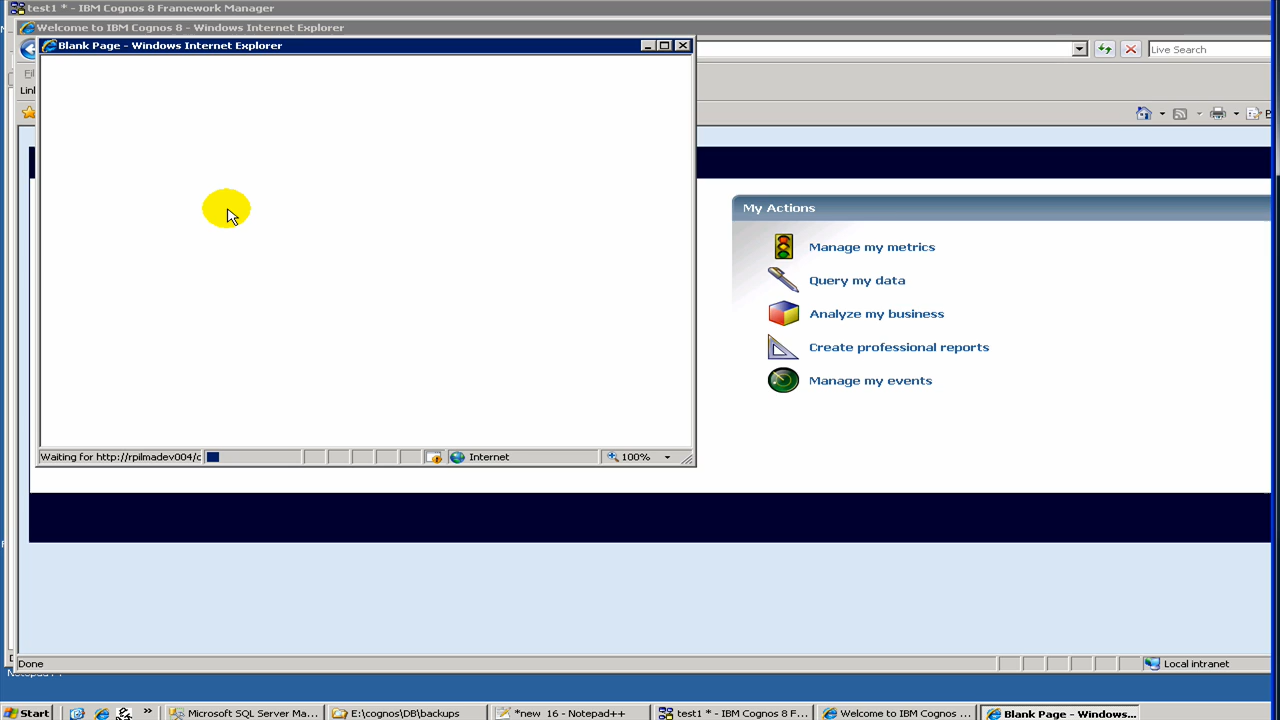 test1 * - IBM Cognos 8 Framework Manager
Welcome to IBM Cognos 8 - Windows Internet Explorer
Blank Page - Windows Internet Explorer
Live Search
Lin
My Actions
Manage my metrics
Query my data
Analyze my business
Create professional reports
Manage my events
Waiting for http://rpilmadev004/c
Internet
100%
Done
Local intranet
Start
»
Microsoft SQL Server Ma...
E:\cognos\DB\backups
*new 16 - Notepad++
test1 * - IBM Cognos 8 F...
Welcome to IBM Cognos ...
Blank Page - Windows...